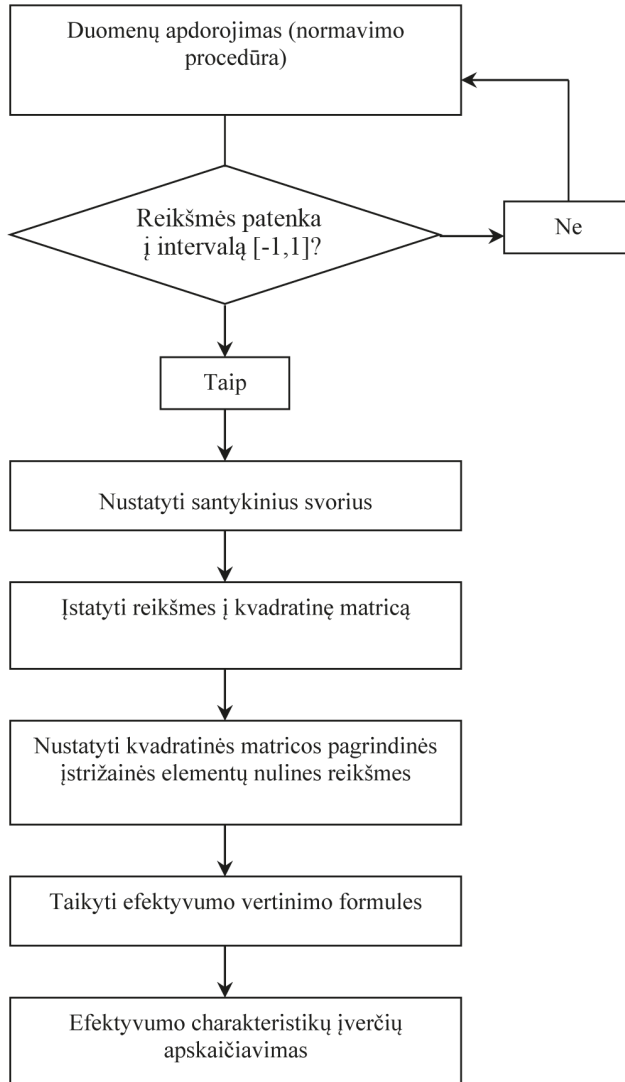 Duomenų apdorojimas (normavimo
procedūra)
Reikšmės patenka
į intervalą [-1,1]?
Ne
Taip
Nustatyti santykinius svorius
Įstatyti reikšmes į kvadratinę matricą
Nustatyti kvadratinės matricos pagrindinės
įstrižainės elementų nulines reikšmes
Taikyti efektyvumo vertinimo formules
Efektyvumo charakteristikų įverčių
apskaičiavimas